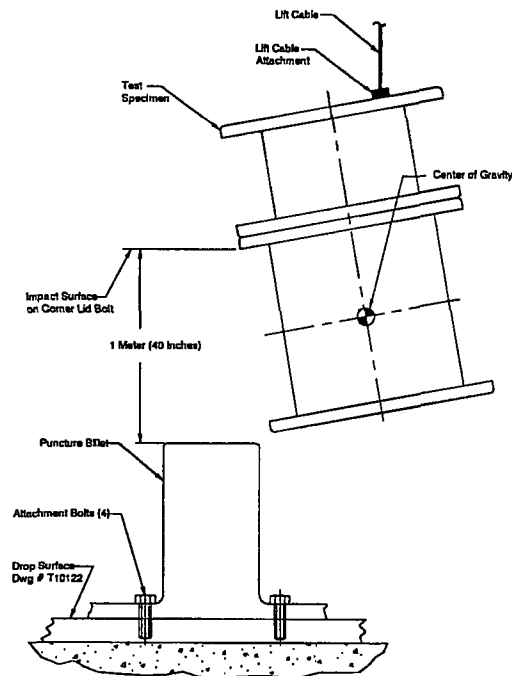 Lift Cable
Lift Cable
Attachment
Test
Specimen
Center of Gravity
Impact Surface
on Corner Lid Bolt
1 Meter (40 Inches)
Puncture Billet
Attachment Bolts (4)
Drop Surface
Dwg # T10122